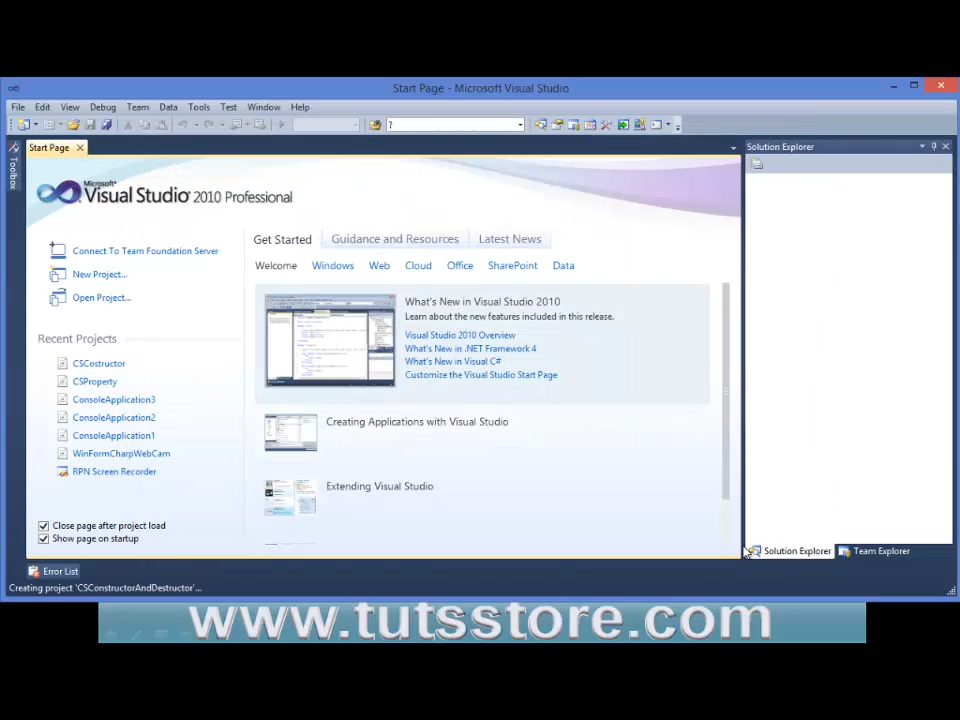 Start Page - Microsoft Visual Studio
File Edit View Debug Team Data Tools Test Window Help
?
Toolbox
Start Page
Solution Explorer
Microsoft®
Visual Studio® 2010 Professional
Connect To Team Foundation Server
New Project...
Open Project...
Recent Projects
CSCostructor
CSProperty
ConsoleApplication3
ConsoleApplication2
ConsoleApplication1
WinFormCharpWebCam
RPN Screen Recorder
Close page after project load
Show page on startup
Get Started Guidance and Resources Latest News
Welcome Windows Web Cloud Office SharePoint Data
What's New in Visual Studio 2010
Learn about the new features included in this release.
Visual Studio 2010 Overview
What's New in .NET Framework 4
What's New in Visual C#
Customize the Visual Studio Start Page
Creating Applications with Visual Studio
Extending Visual Studio
Solution Explorer Team Explorer
Error List
Creating project 'CSConstructorAndDestructor'...
www.tutsstore.com